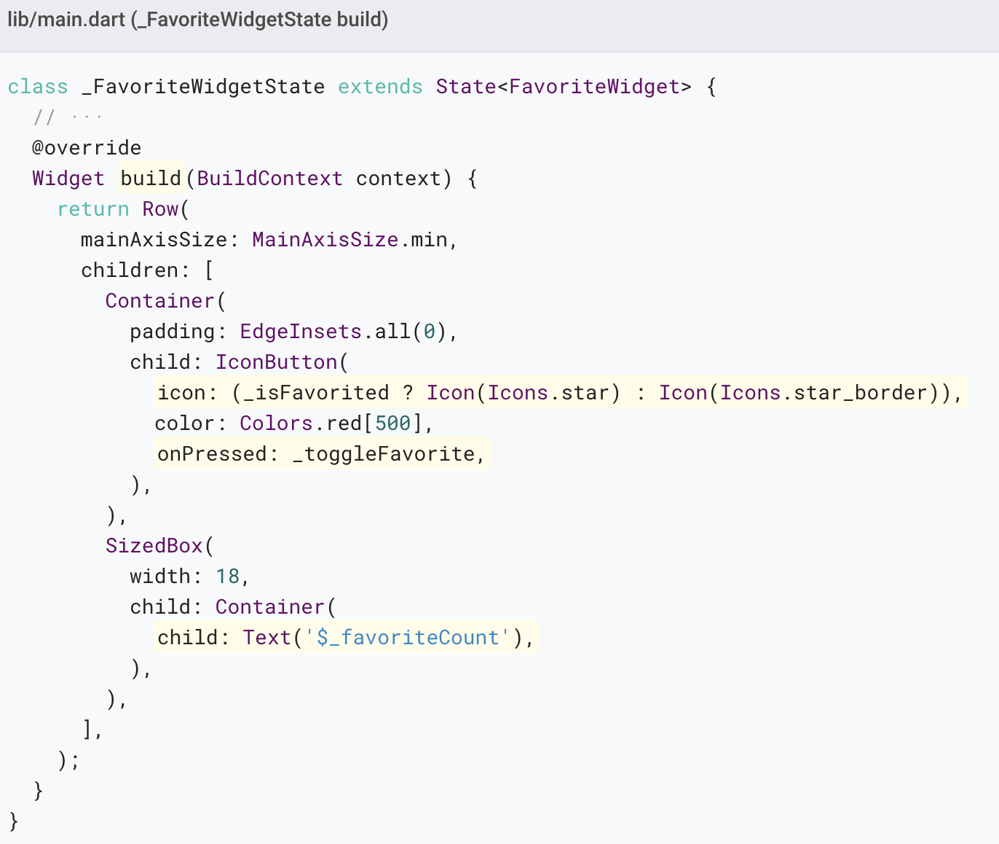 lib/main.dart (_FavoriteWidgetState build)
class _FavoriteWidgetState extends State<FavoriteWidget> {
  // ···
  @override
  Widget build(BuildContext context) {
    return Row(
      mainAxisSize: MainAxisSize.min,
      children: [
        Container(
          padding: EdgeInsets.all(0),
          child: IconButton(
            icon: (_isFavorited ? Icon(Icons.star) : Icon(Icons.star_border)),
            color: Colors.red[500],
            onPressed: _toggleFavorite,
          ),
        ),
        SizedBox(
          width: 18,
          child: Container(
            child: Text('$_favoriteCount'),
          ),
        ),
      ],
    );
  }
}